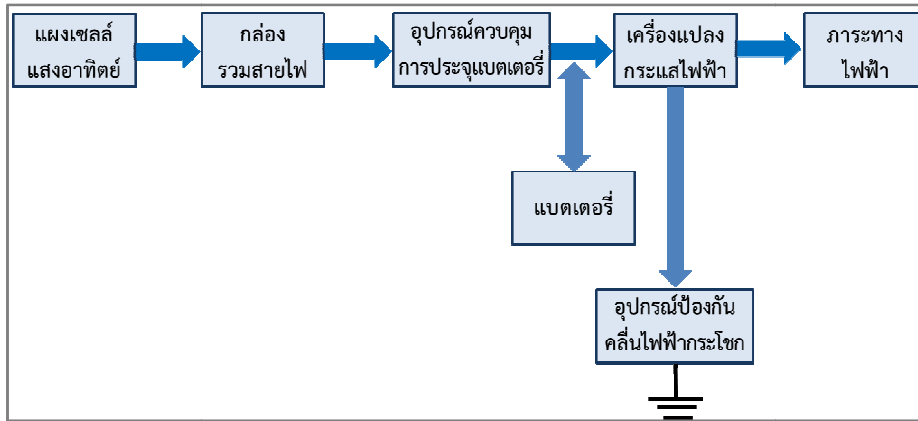 แผงเซลล์
แสงอาทิตย์
กล่อง
รวมสายไฟ
อุปกรณ์ควบคุม
การประจุแบตเตอรี่
เครื่องแปลง
กระแสไฟฟ้า
ภาระทาง
ไฟฟ้า
แบตเตอรี่
อุปกรณ์ป้องกัน
คลื่นไฟฟ้ากระโชก